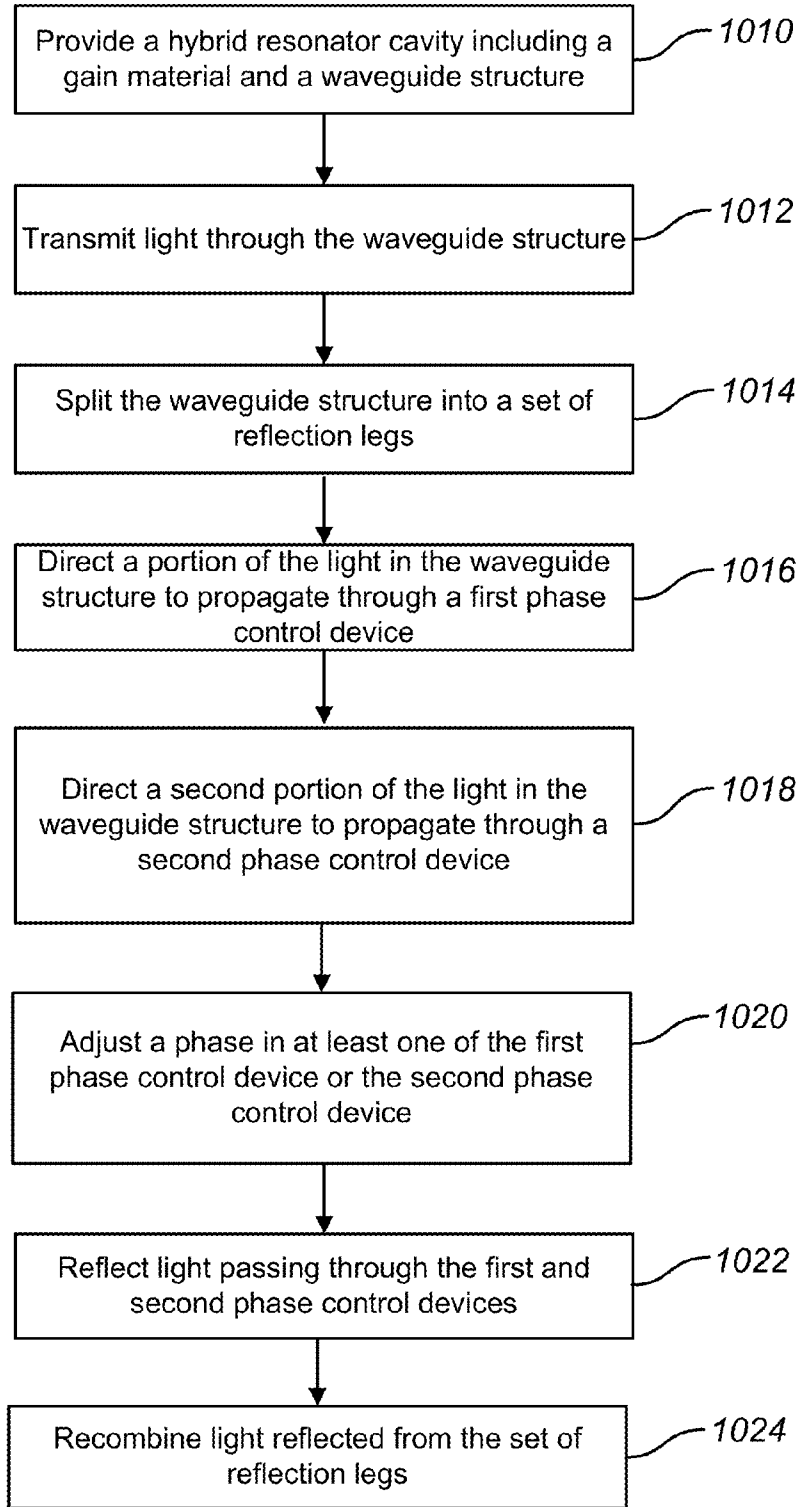 Provide a hybrid resonator cavity including a
gain material and a waveguide structure
1010
Transmit light through the waveguide structure
1012
Split the waveguide structure into a set of
reflection legs
1014
Direct a portion of the light in the waveguide
structure to propagate through a first phase
control device
1016
Direct a second portion of the light in the
waveguide structure to propagate through a
second phase control device
1018
Adjust a phase in at least one of the first
phase control device or the second phase
control device
1020
Reflect light passing through the first and
second phase control devices
1022
Recombine light reflected from the set of
reflection legs
1024